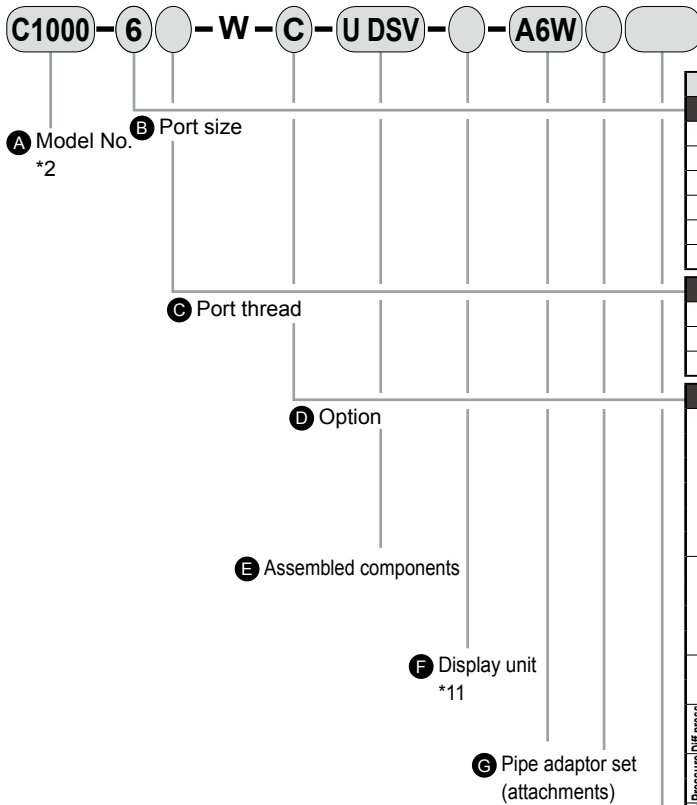 C1000 - 6 - W - C - U DSV - - A6W
B Port size
A Model No.
*2
C Port thread
D Option
E Assembled components
F Display unit
*11
G Pipe adaptor set
(attachments)